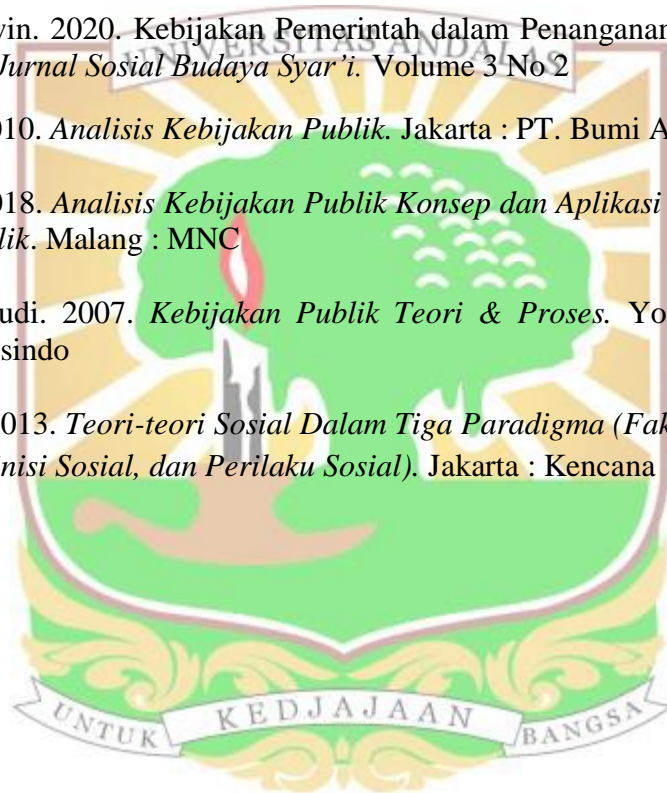 vin. 2020. Kebijakan Pemerintah dalam Penanganan
UNIVERSITAS ANDALAS
Jurnal Sosial Budaya Syar’i. Volume 3 No 2
010. Analisis Kebijakan Publik. Jakarta : PT. Bumi A
018. Analisis Kebijakan Publik Konsep dan Aplikasi
lik. Malang : MNC
udi. 2007. Kebijakan Publik Teori & Proses. Yo
sindo
2013. Teori-teori Sosial Dalam Tiga Paradigma (Fak
inisi Sosial, dan Perilaku Sosial). Jakarta : Kencana
UNTUK KEDJAJAAN BANGSA